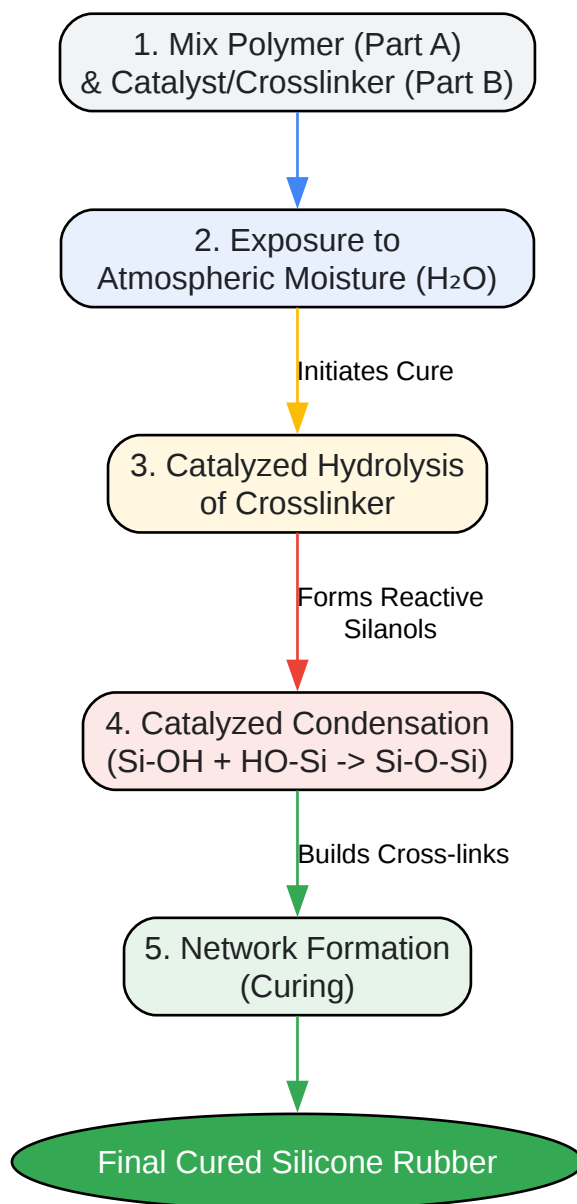 1. Mix Polymer (Part A)
& Catalyst/Crosslinker (Part B)
2. Exposure to
Atmospheric Moisture (H₂O)
Initiates Cure
3. Catalyzed Hydrolysis
of Crosslinker
Forms Reactive
Silanols
4. Catalyzed Condensation
(Si-OH + HO-Si -> Si-O-Si)
Builds Cross-links
5. Network Formation
(Curing)
Final Cured Silicone Rubber